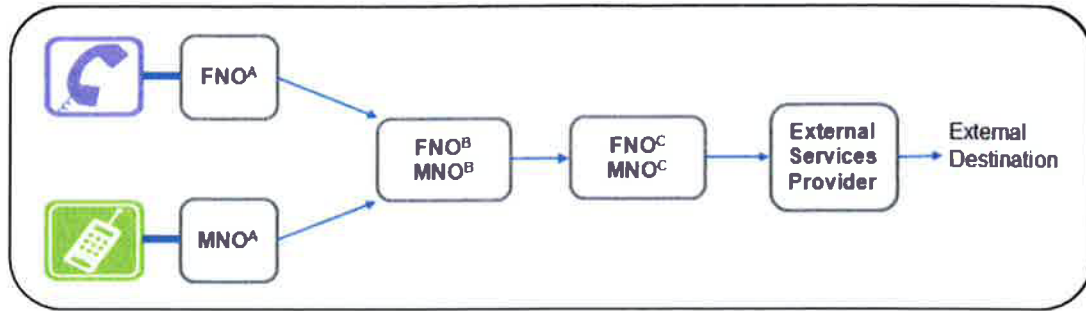 FNOᴬ
MNOᴬ
FNOᴮ
MNOᴮ
FNOᶜ
MNOᶜ
External
Services
Provider
External
Destination